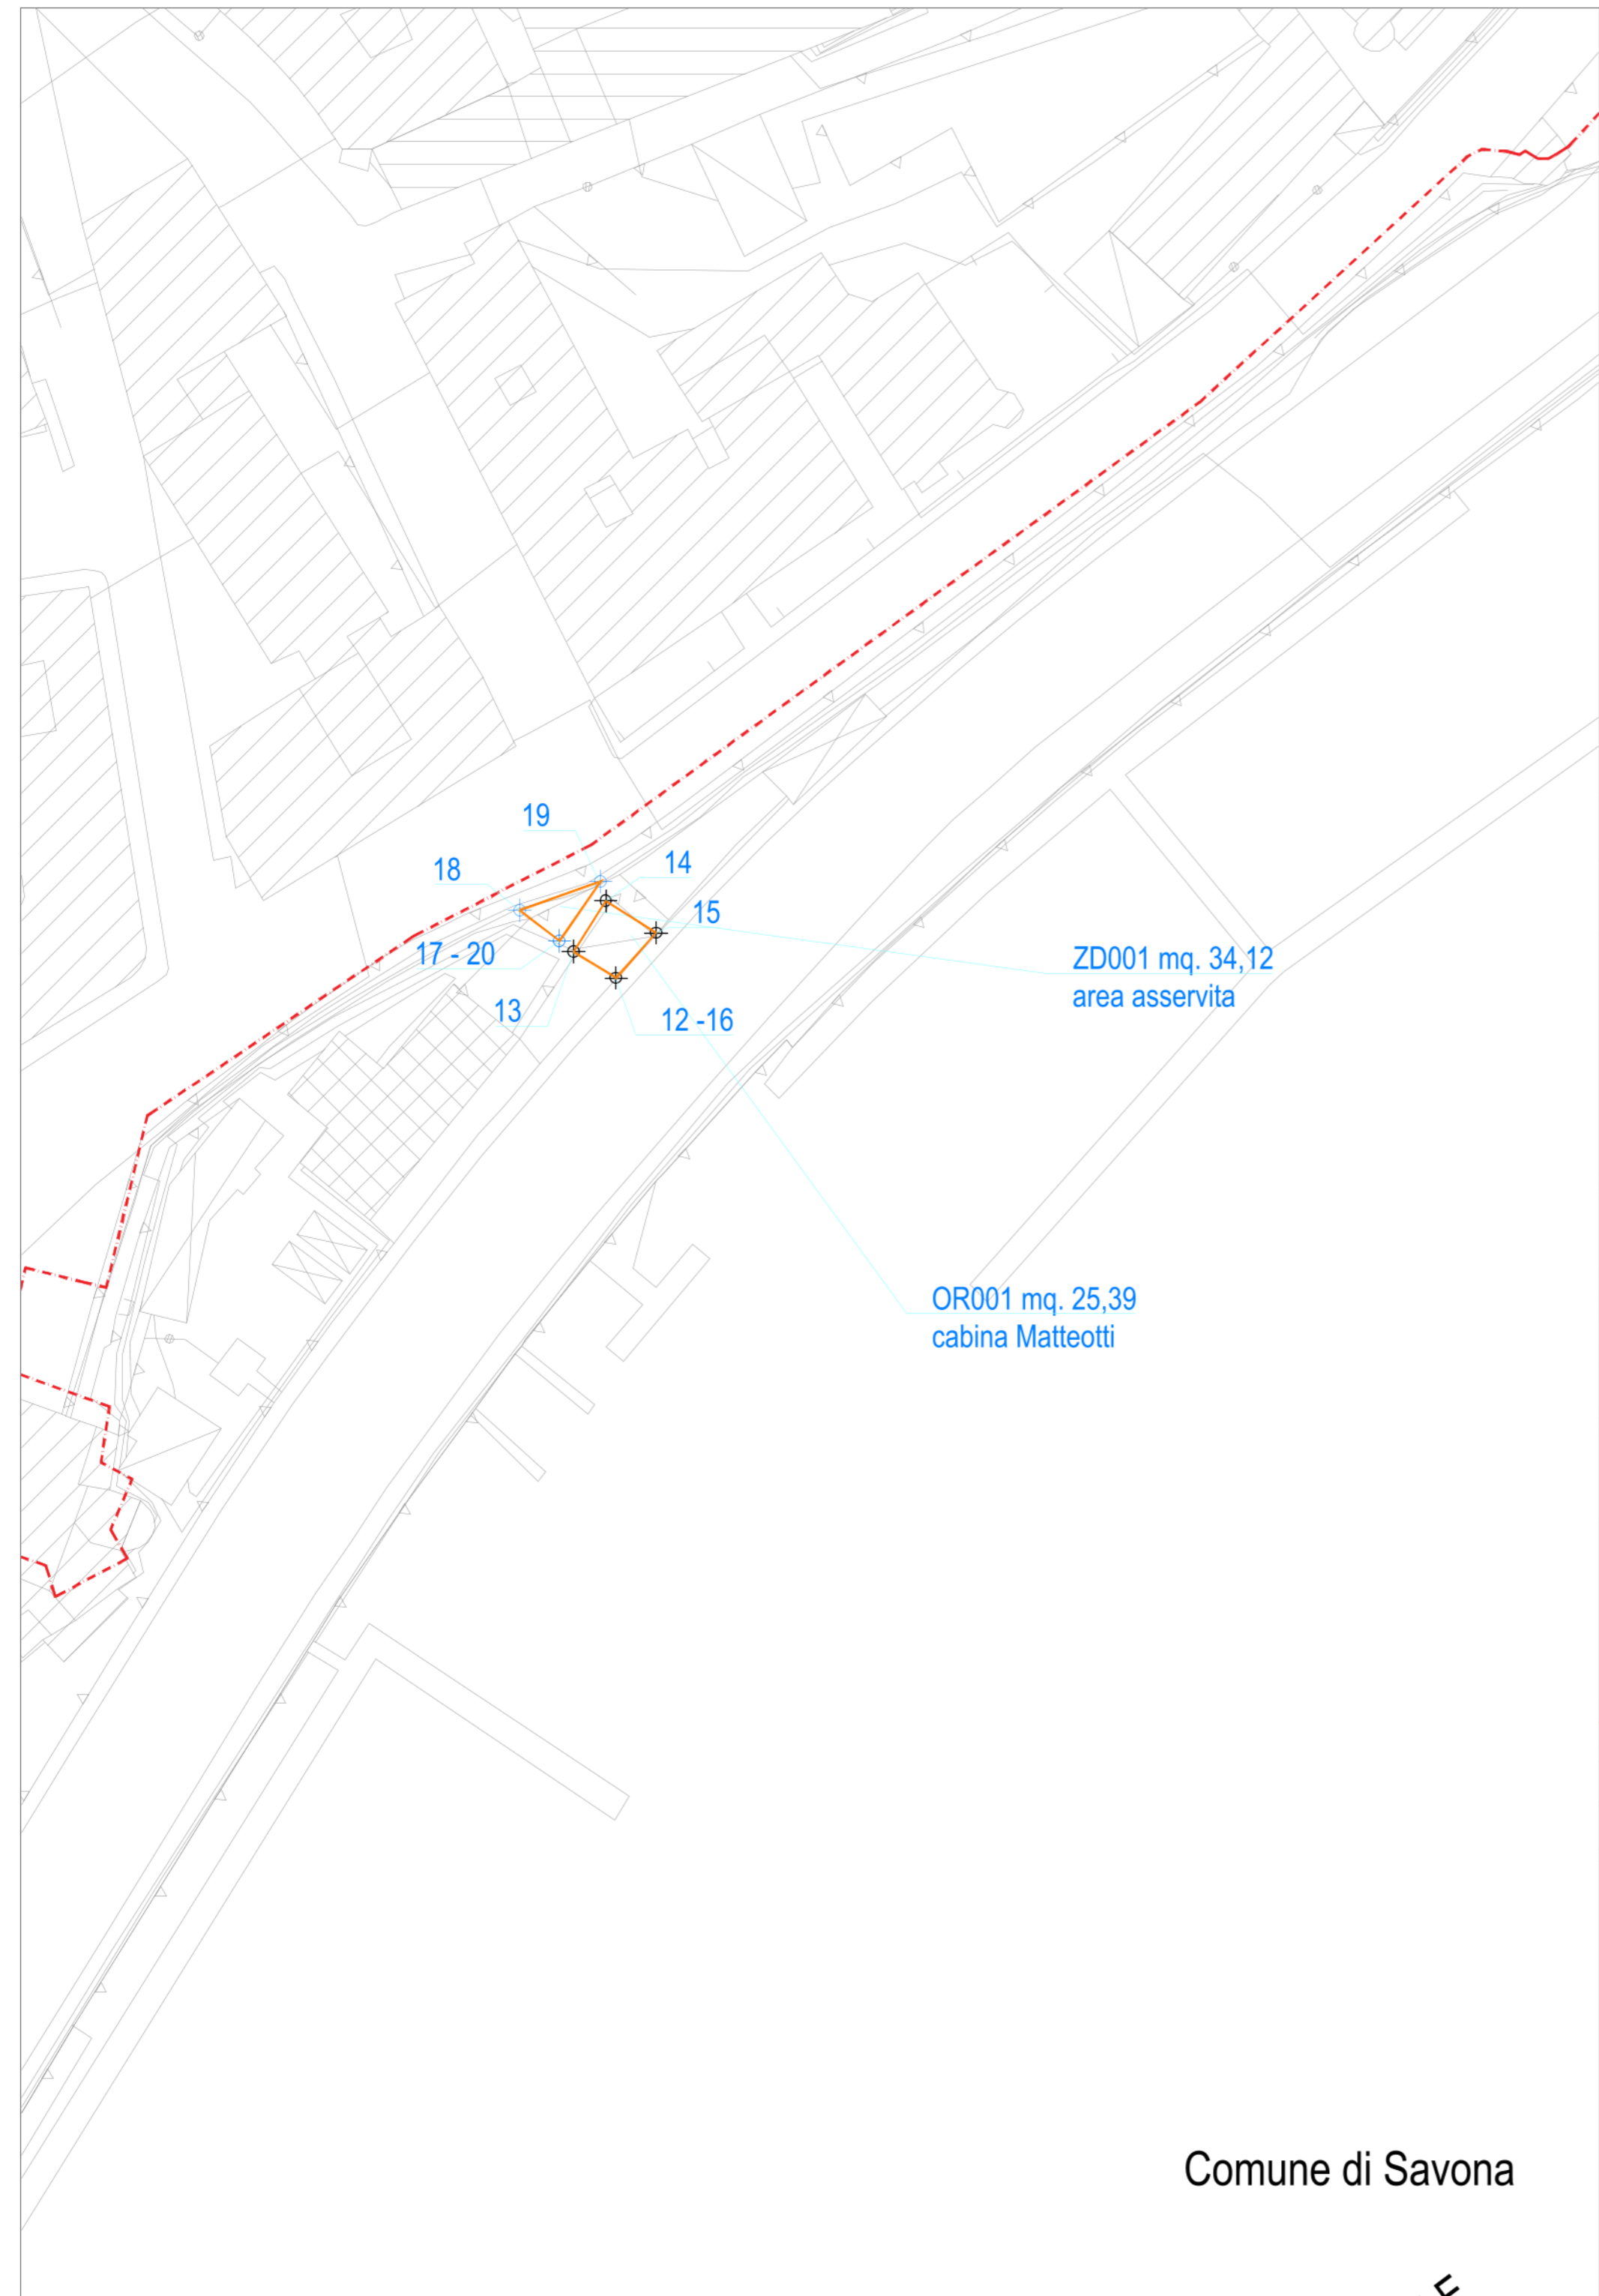 19
14
18
15
17 - 20
ZD001 mq. 34,12
area asservita
13
12 -16
OR001 mq. 25,39
cabina Matteotti
Comune di Savona